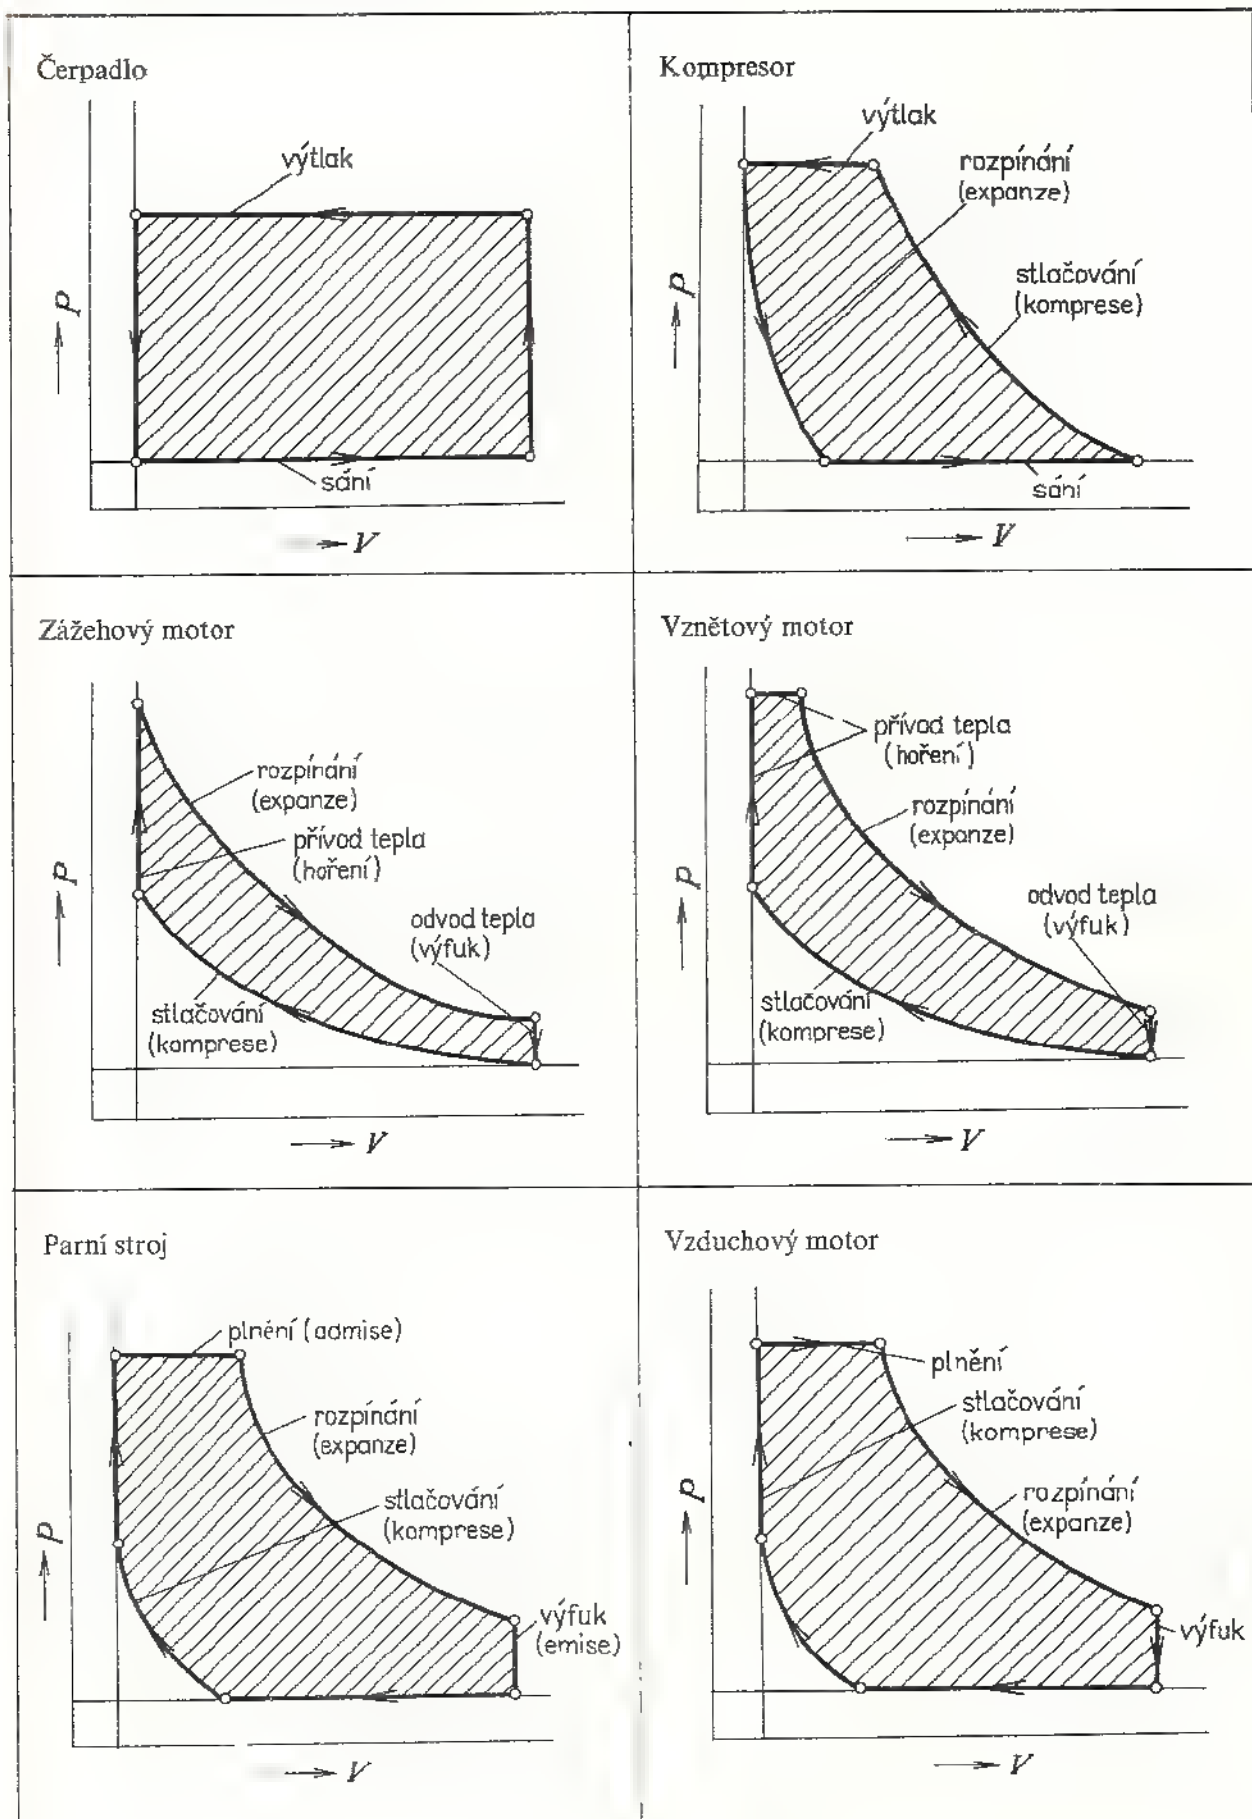 Čerpadlo
výtlak
p
sání
V
Kompresor
výtlak
rozpínání
(expanze)
stlačování
(komprese)
p
sání
V
Zážehový motor
rozpínání
(expanze)
přívod tepla
(hoření)
p
odvod tepla
(výfuk)
stlačování
(komprese)
V
Vznětový motor
přívod tepla
(hoření)
rozpínání
(expanze)
p
odvod tepla
(výfuk)
stlačování
(komprese)
V
Parní stroj
plnění (admise)
rozpínání
(expanze)
stlačování
(komprese)
p
výfuk
(emise)
V
Vzduchový motor
plnění
stlačování
(komprese)
p
rozpínání
(expanze)
výfuk
V